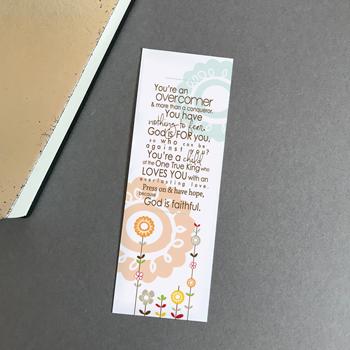 You're an
OVERCOMER
& more than a conqueror.
You have
nothing to fear.
God is FOR you,
so who can be
against you?
You're a child
of the One True King who
LOVES YOU with an
everlasting love.
Press on & have hope,
because
God is faithful.